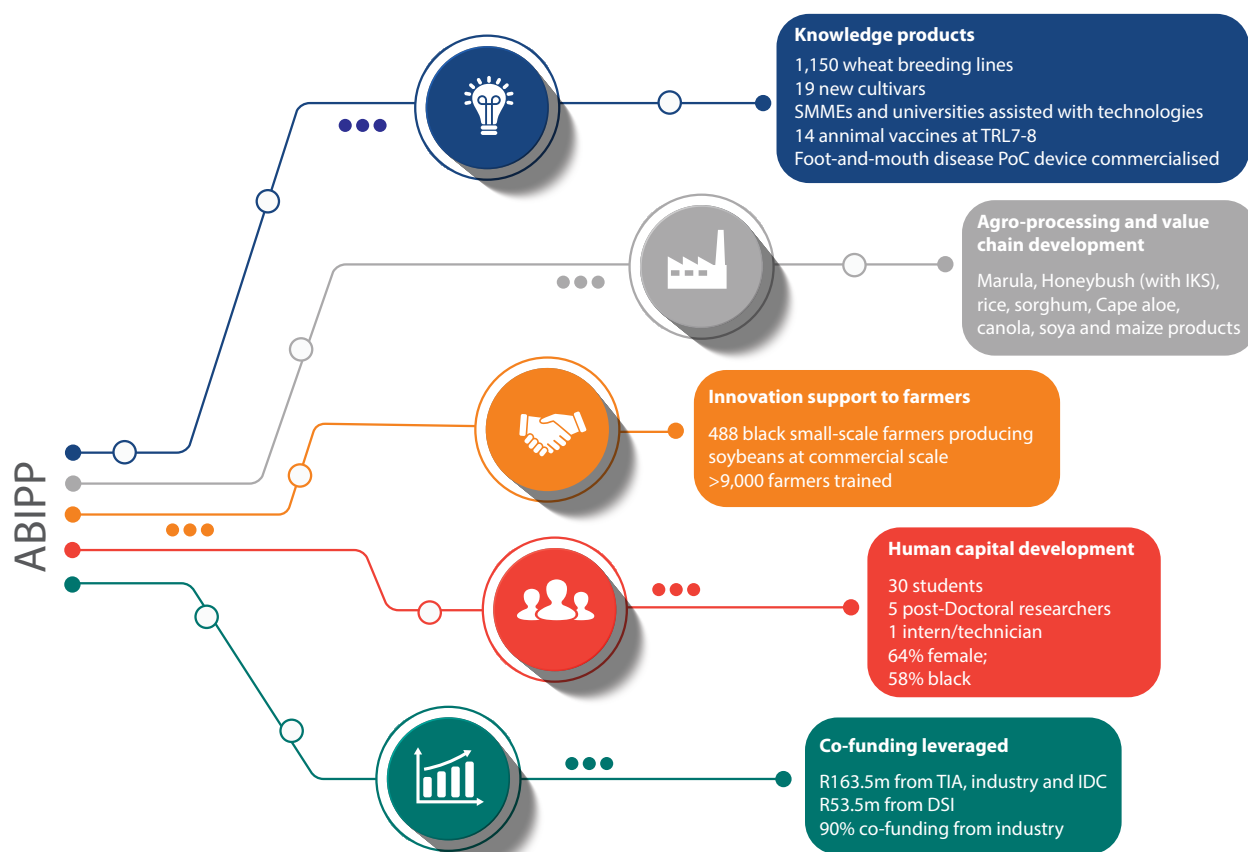 ABIPP
Knowledge products
1,150 wheat breeding lines
19 new cultivars
SMMEs and universities assisted with technologies
14 annimal vaccines at TRL7-8
Foot-and-mouth disease PoC device commercialised
Agro-processing and value
chain development
Marula, Honeybush (with IKS),
rice, sorghum, Cape aloe,
canola, soya and maize products
Innovation support to farmers
488 black small-scale farmers producing
soybeans at commercial scale
>9,000 farmers trained
Human capital development
30 students
5 post-Doctoral researchers
1 intern/technician
64% female;
58% black
Co-funding leveraged
R163.5m from TIA, industry and IDC
R53.5m from DSI
90% co-funding from industry